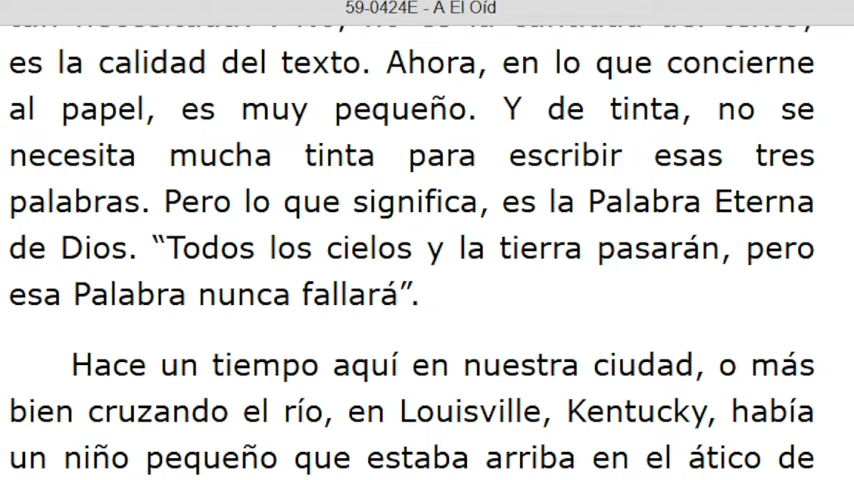 59-0424E - A El Oíd
es la calidad del texto. Ahora, en lo que concierne
al papel, es muy pequeño. Y de tinta, no se
necesita mucha tinta para escribir esas tres
palabras. Pero lo que significa, es la Palabra Eterna
de Dios. “Todos los cielos y la tierra pasarán, pero
esa Palabra nunca fallará”.
Hace un tiempo aquí en nuestra ciudad, o más
bien cruzando el río, en Louisville, Kentucky, había
un niño pequeño que estaba arriba en el ático de